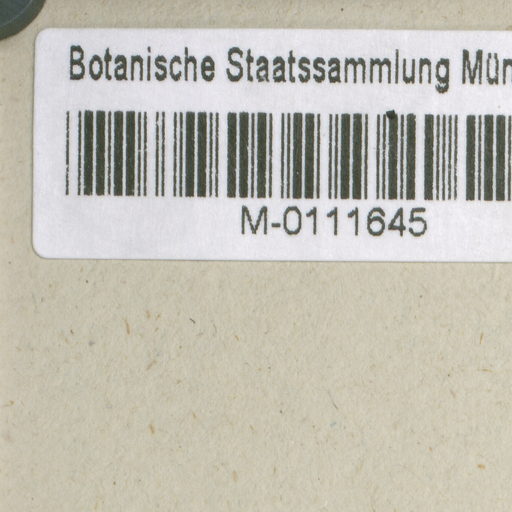 Botanische Staatssammlung Mün
M-0111645